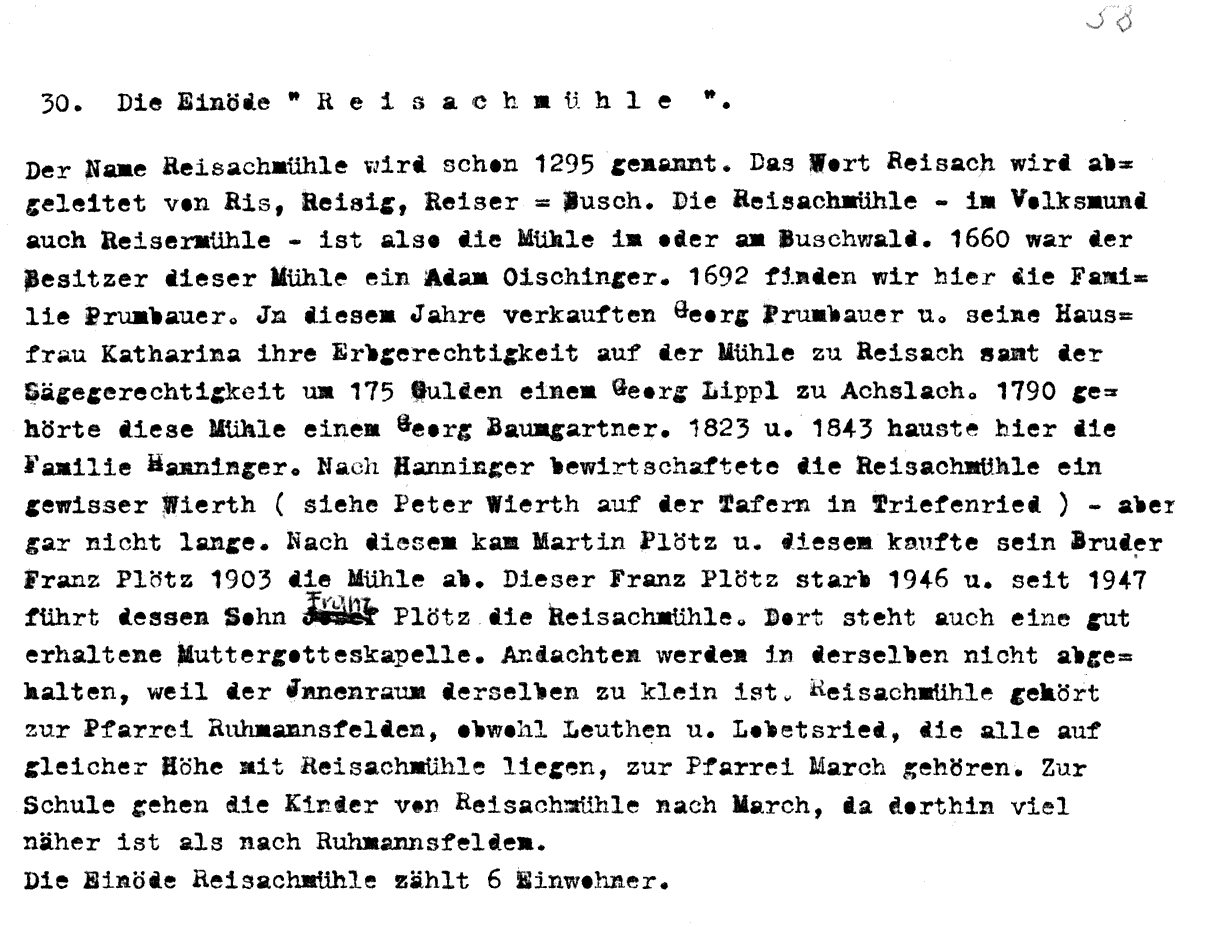 58
30. Die Einöde " R e i s a c h m ü h l e ".
Der Name Reisachmühle wird schon 1295 genannt. Das Wort Reisach wird ab=
geleitet von Ris, Reisig, Reiser = Busch. Die Reisachmühle - im Volksmund
auch Reisermühle - ist also die Mühle im oder am Buschwald. 1660 war der
Besitzer dieser Mühle ein Adam Oischinger. 1692 finden wir hier die Fami=
lie Prumbauer. Jn diesem Jahre verkauften Georg Prumbauer u. seine Haus=
frau Katharina ihre Erbgerechtigkeit auf der Mühle zu Reisach samt der
Sägegerechtigkeit um 175 Gulden einem Georg Lippl zu Achslach. 1790 ge=
hörte diese Mühle einem Georg Baumgartner. 1823 u. 1843 hauste hier die
Familie Hanninger. Nach Hanninger bewirtschaftete die Reisachmühle ein
gewisser Wierth ( siehe Peter Wierth auf der Tafern in Triefenried ) - aber
gar nicht lange. Nach diesem kam Martin Plötz u. diesem kaufte sein Bruder
Franz Plötz 1903 die Mühle ab. Dieser Franz Plötz starb 1946 u. seit 1947
führt dessen Sohn Franz Plötz die Reisachmühle. Dort steht auch eine gut
erhaltene Muttergotteskapelle. Andachten werden in derselben nicht abge=
halten, weil der Jnnenraum derselben zu klein ist. Reisachmühle gehört
zur Pfarrei Ruhmannsfelden, obwohl Leuthen u. Lobetsried, die alle auf
gleicher Höhe mit Reisachmühle liegen, zur Pfarrei March gehören. Zur
Schule gehen die Kinder von Reisachmühle nach March, da dorthin viel
näher ist als nach Ruhmannsfelden.
Die Einöde Reisachmühle zählt 6 Einwohner.